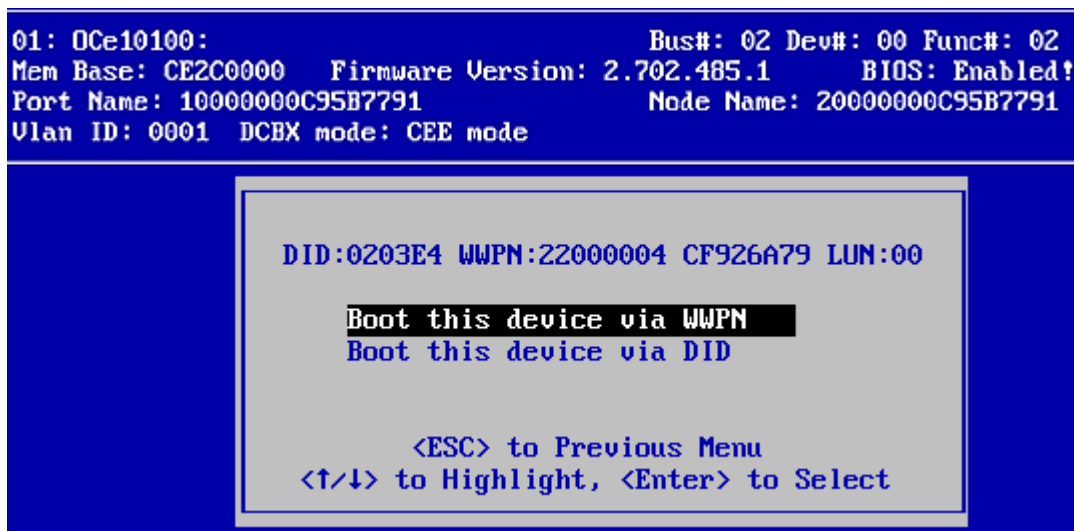 01: OCe10100: Bus#: 02 Dev#: 00 Func#: 02
Mem Base: CE2C0000 Firmware Version: 2.702.485.1 BIOS: Enabled!
Port Name: 10000000C95B7791 Node Name: 20000000C95B7791
Vlan ID: 0001 DCBX mode: CEE mode
DID:0203E4 WWPN:22000004 CF926A79 LUN:00
Boot this device via WWPN
Boot this device via DID
<ESC> to Previous Menu
<↑/↓> to Highlight, <Enter> to Select